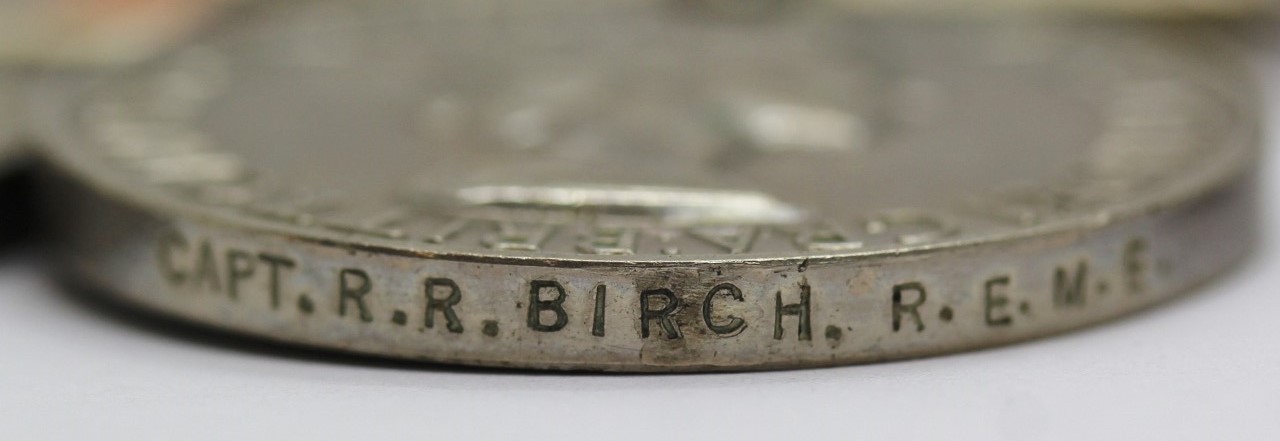 CAPT. R. R. BIRCH. R. E. M. E.